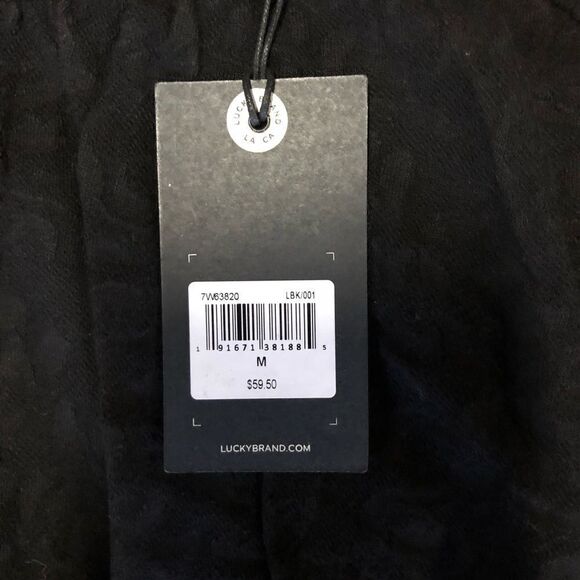 LUCKY BRAND
LA CA
7W63820 LBK/001
1 91671 38188 5
M
$59.50
LUCKYBRAND.COM